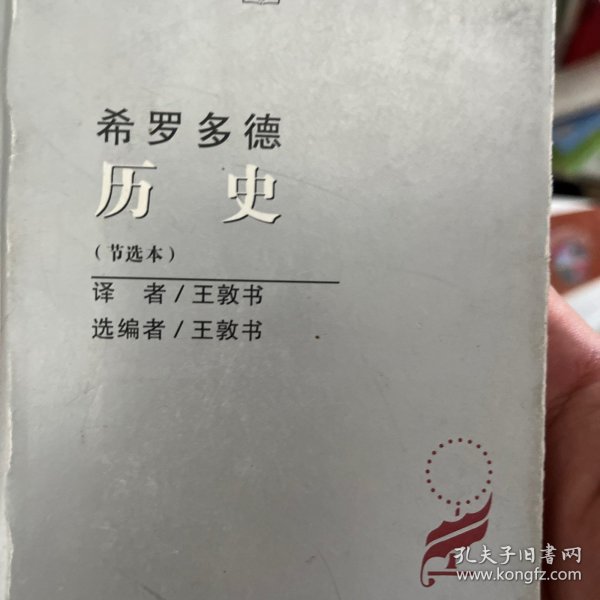 希罗多德
历史
（节选本）
译者/王敦书
选编者/王敦书
孔夫子旧书网
www.kongfz.com